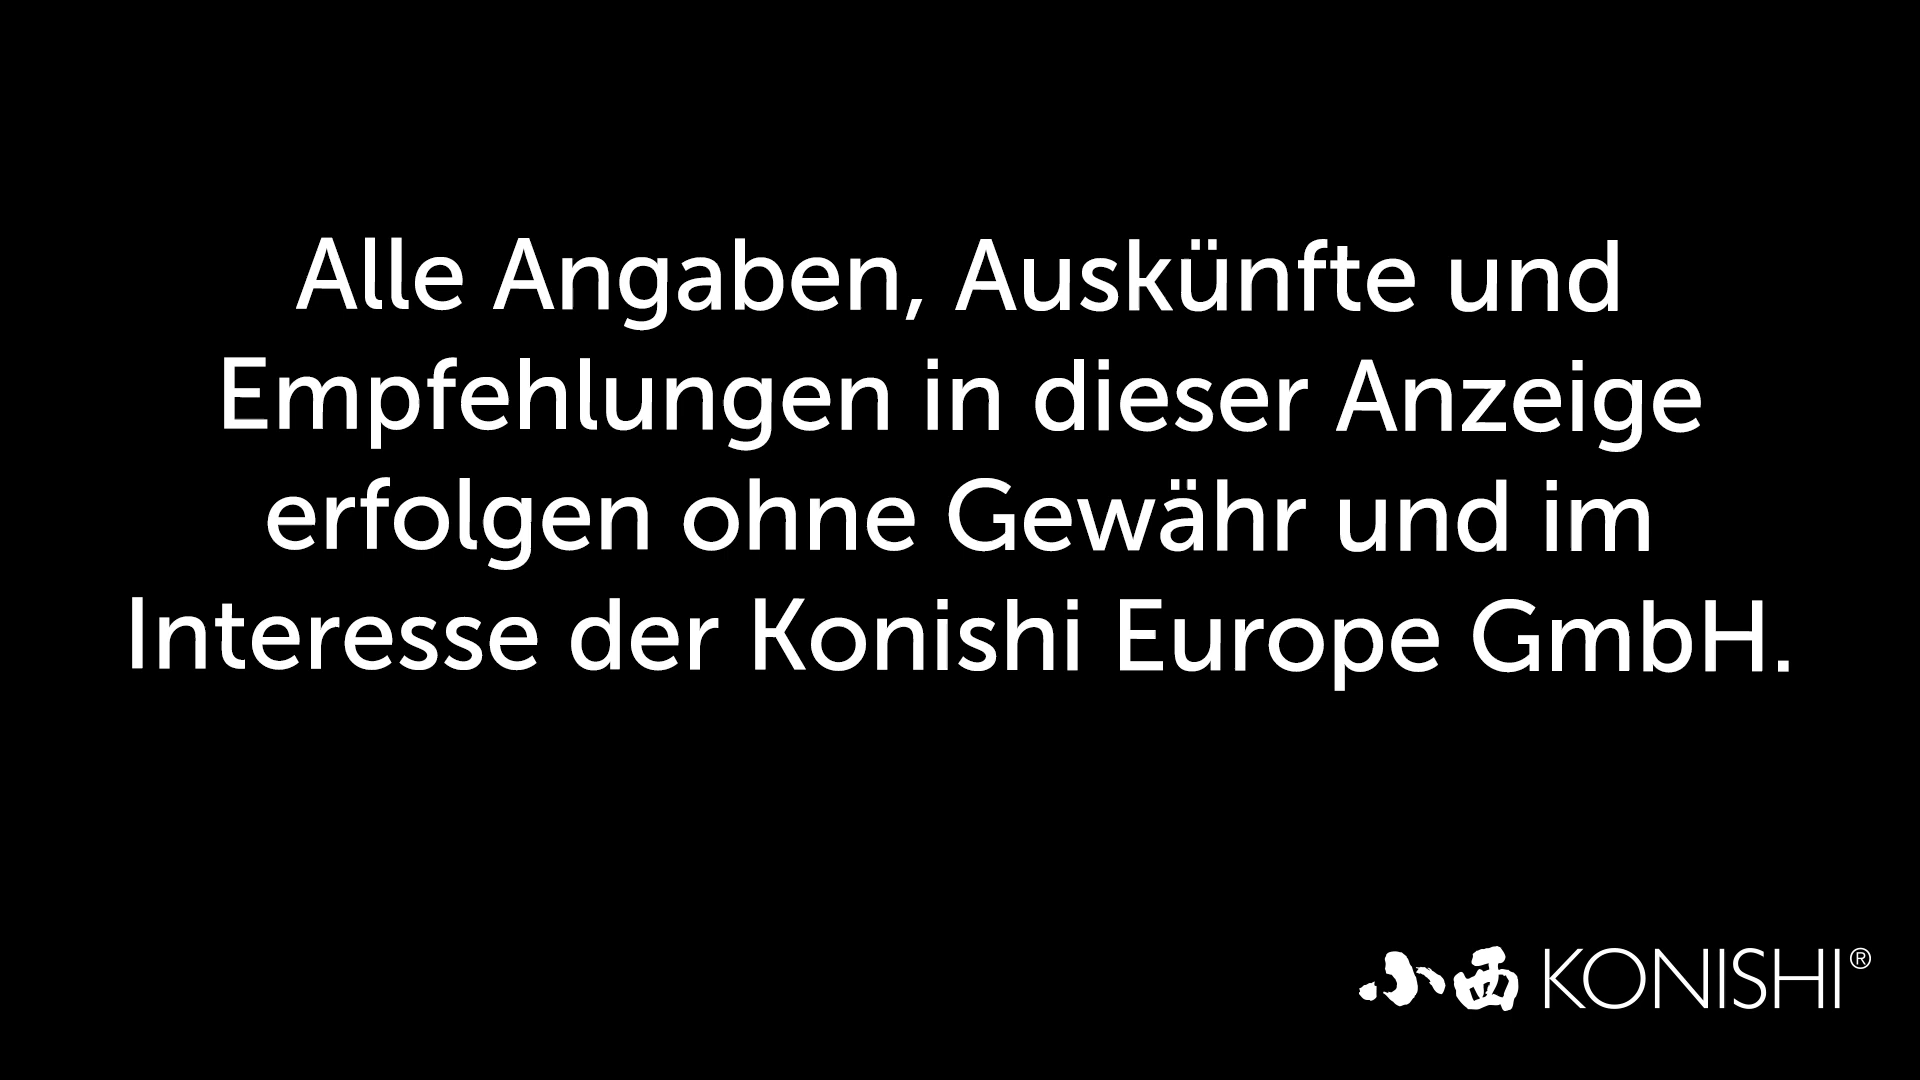 Alle Angaben, Auskünfte und
Empfehlungen in dieser Anzeige
erfolgen ohne Gewähr und im
Interesse der Konishi Europe GmbH.
小西 KONISHI®